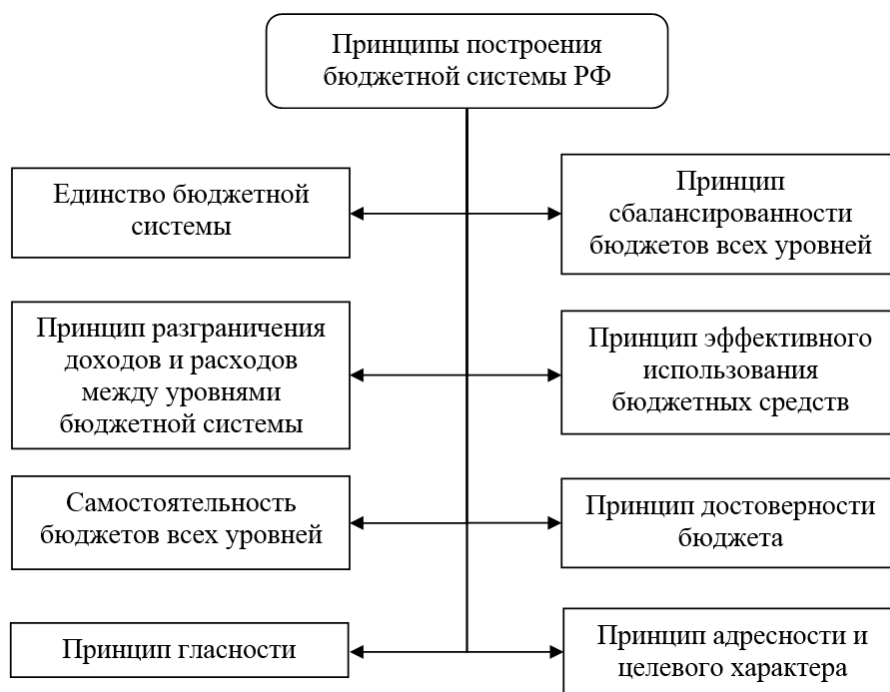 Принципы построения
бюджетной системы РФ
Единство бюджетной
системы
Принцип
сбалансированности
бюджетов всех уровней
Принцип разграничения
доходов и расходов
между уровнями
бюджетной системы
Принцип эффективного
использования
бюджетных средств
Самостоятельность
бюджетов всех уровней
Принцип достоверности
бюджета
Принцип гласности
Принцип адресности и
целевого характера